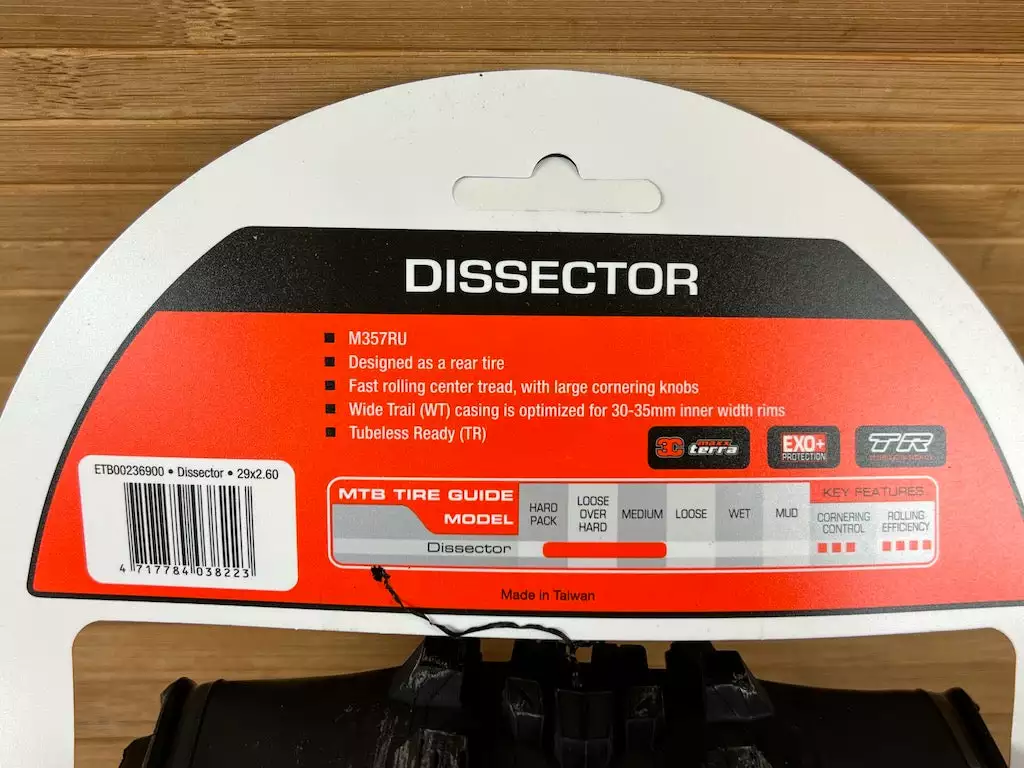 DISSECTOR
M357RU
Designed as a rear tire
Fast rolling center tread, with large cornering knobs
Wide Trail (WT) casing is optimized for 30-35mm inner width rims
Tubeless Ready (TR)
3C maxx terra
EXO+ PROTECTION
TR
ETB00236900 • Dissector • 29x2.60
4 717784 038223
MTB TIRE GUIDE
MODEL
HARD PACK
LOOSE OVER HARD
MEDIUM
LOOSE
WET
MUD
KEY FEATURES
CORNERING CONTROL
ROLLING EFFICIENCY
Dissector
Made in Taiwan